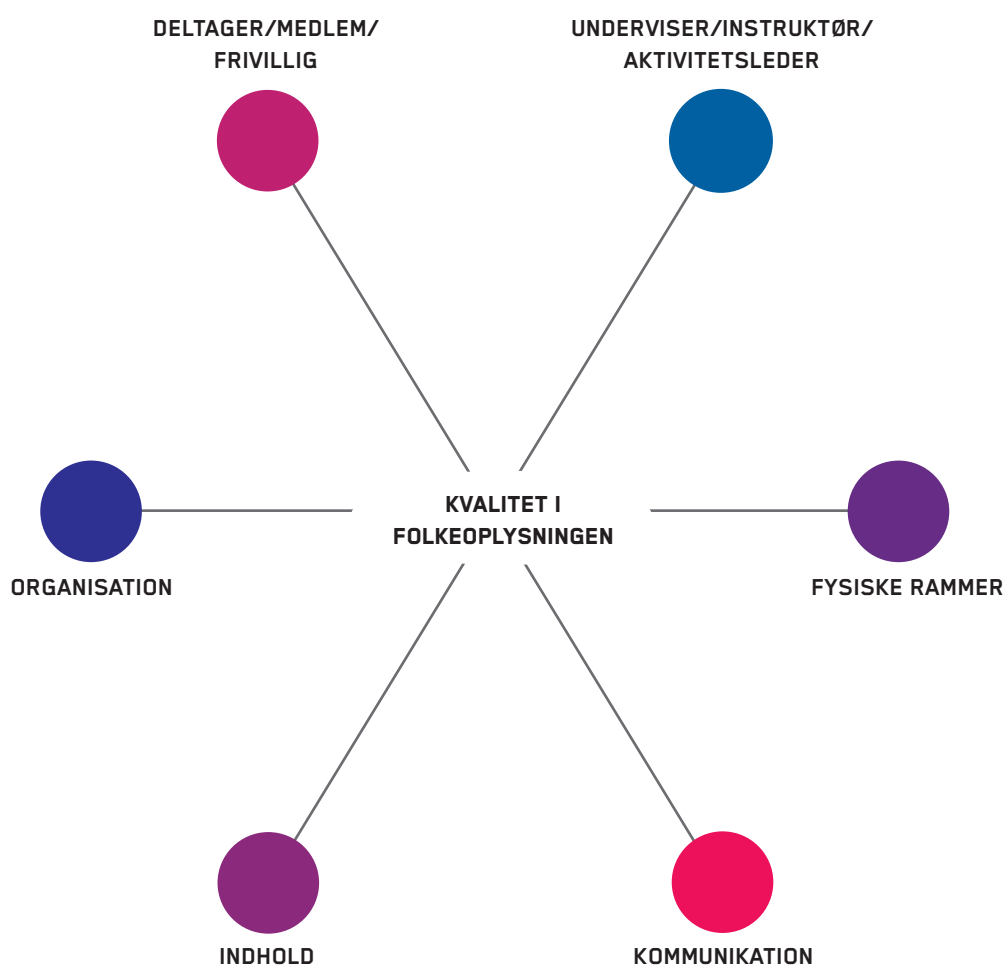 DELTAGER/MEDLEM/
FRIVILLIG
UNDERVISER/INSTRUKTØR/
AKTIVITETSLEDER
KVALITET I
FOLKEOPLYSNINGEN
ORGANISATION
FYSISKE RAMMER
INDHOLD
KOMMUNIKATION